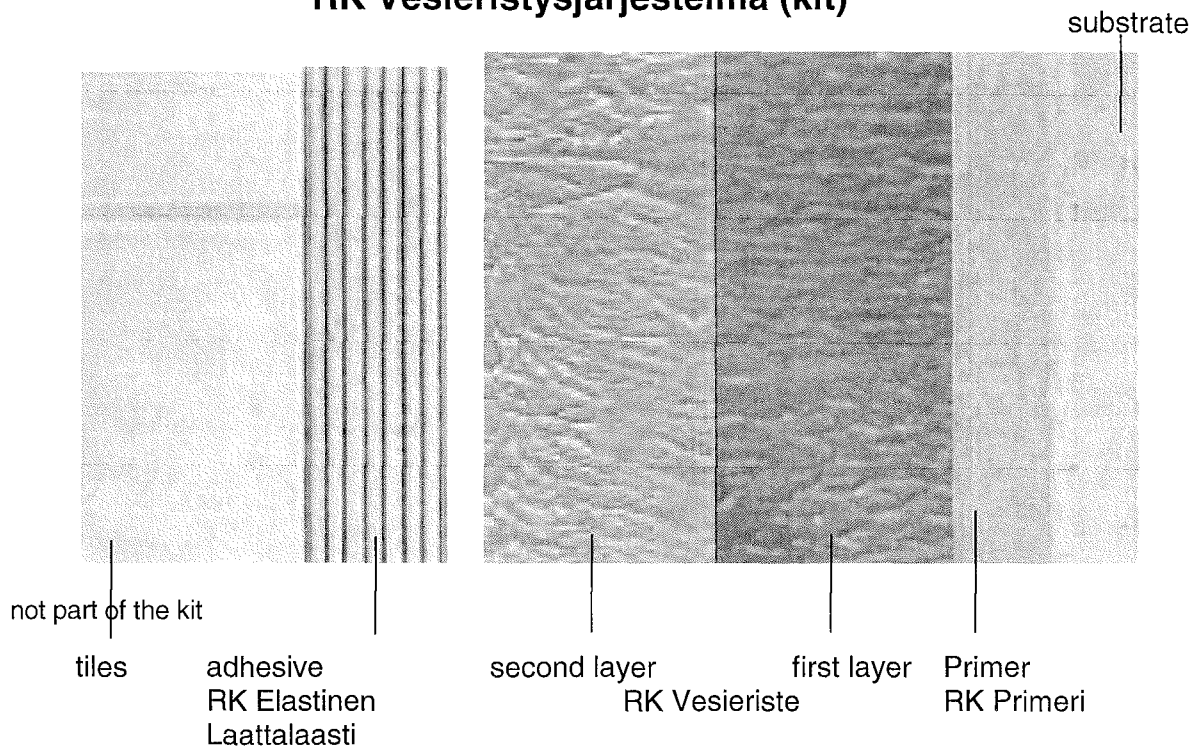 RK Vesieristysjärjestelmä (kit)
substrate
not part of the kit
tiles
adhesive
RK Elastinen
Laattalaasti
second layer
first layer
RK Vesieriste
Primer
RK Primeri